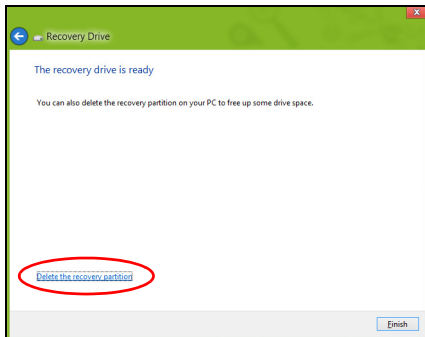 Recovery Drive
The recovery drive is ready
You can also delete the recovery partition on your PC to free up some drive space.
Delete the recovery partition
Finish